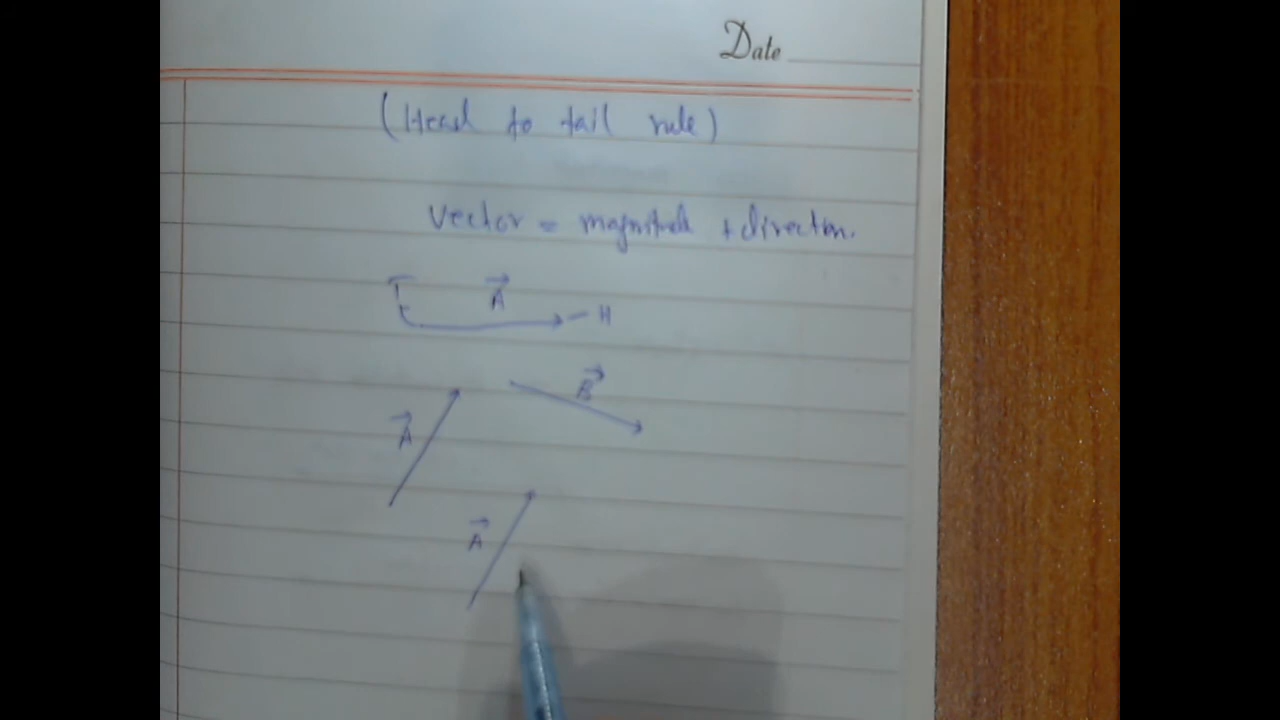 Date
(Head to tail rule)
Vector = magnitude + direction.
T
A
H
B
A
A